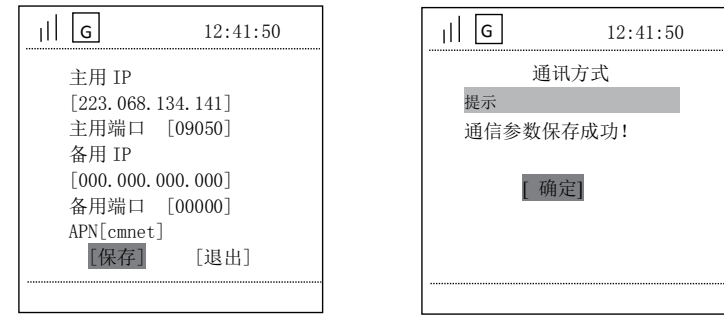 G 12:41:50
主用 IP
[223.068.134.141]
主用端口 [09050]
备用 IP
[000.000.000.000]
备用端口 [00000]
APN[cmnet]
[保存] [退出]
G 12:41:50
通讯方式
提示
通信参数保存成功!
[ 确定]